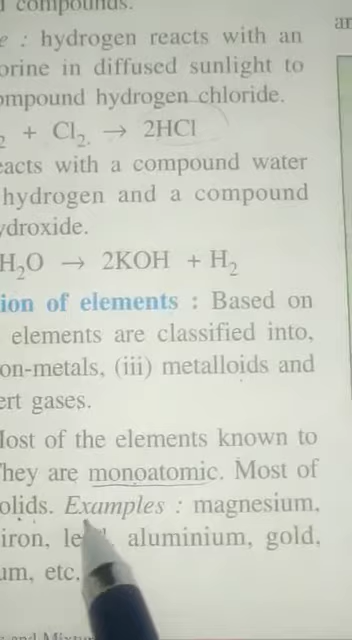 compounds.
e : hydrogen reacts with an
orine in diffused sunlight to
ompound hydrogen chloride.
₂ + Cl₂ → 2HCl
eacts with a compound water
hydrogen and a compound
ydroxide.
H₂O → 2KOH + H₂
ion of elements : Based on
elements are classified into,
on-metals, (iii) metalloids and
ert gases.
Most of the elements known to
They are monoatomic. Most of
olids. Examples : magnesium,
iron, aluminium, gold,
um, etc.
an